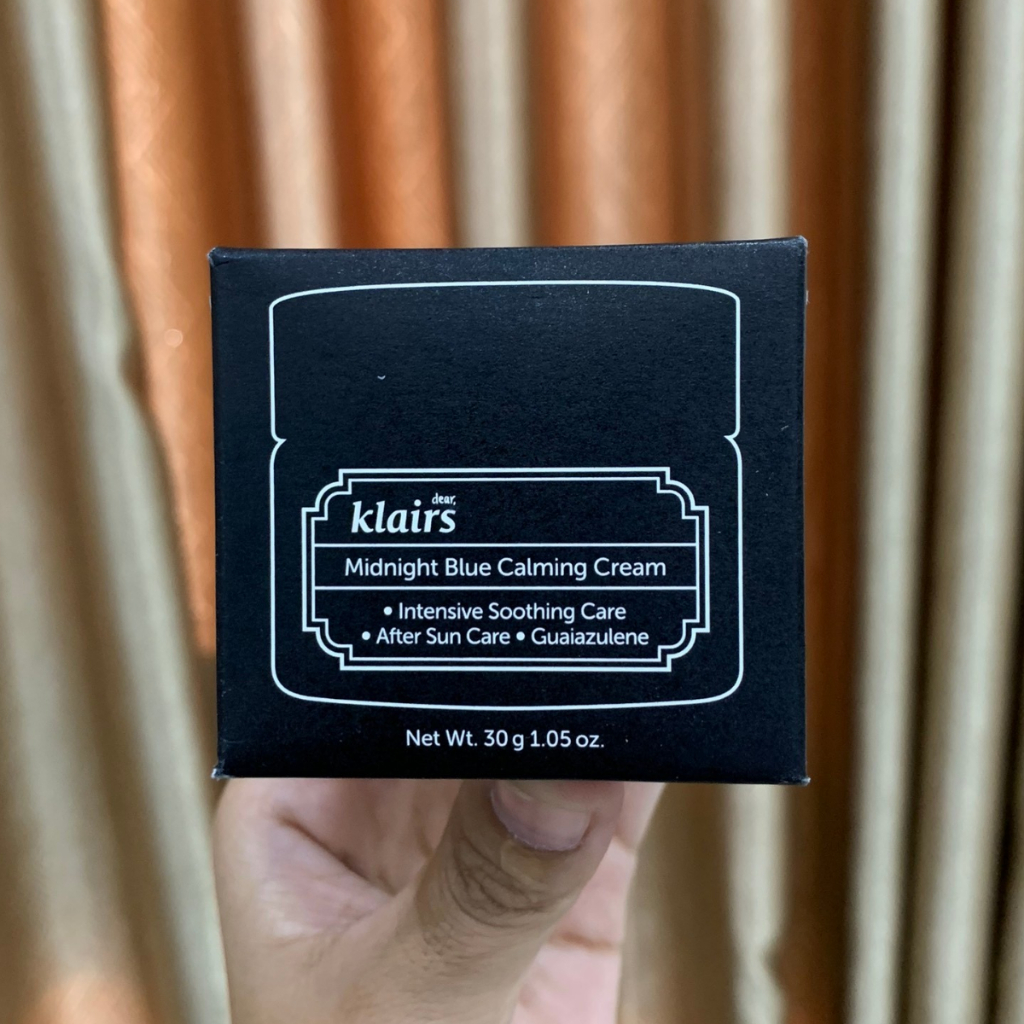 dear,
klairs
Midnight Blue Calming Cream
• Intensive Soothing Care
• After Sun Care • Guaiazulene
Net Wt. 30 g 1.05 oz.